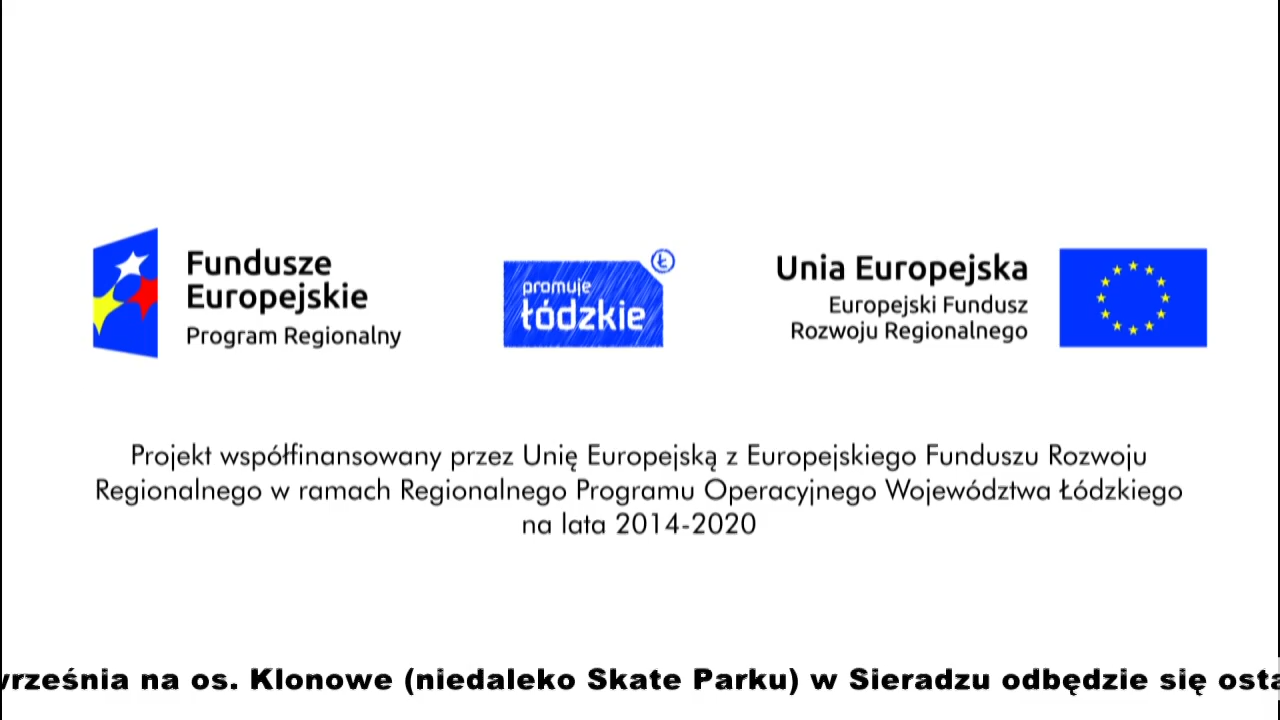 Fundusze
Europejskie
Program Regionalny
promuje
łódzkie
Ł
Unia Europejska
Europejski Fundusz
Rozwoju Regionalnego
Projekt współfinansowany przez Unię Europejską z Europejskiego Funduszu Rozwoju
Regionalnego w ramach Regionalnego Programu Operacyjnego Województwa Łódzkiego
na lata 2014-2020
września na os. Klonowe (niedaleko Skate Parku) w Sieradzu odbędzie się